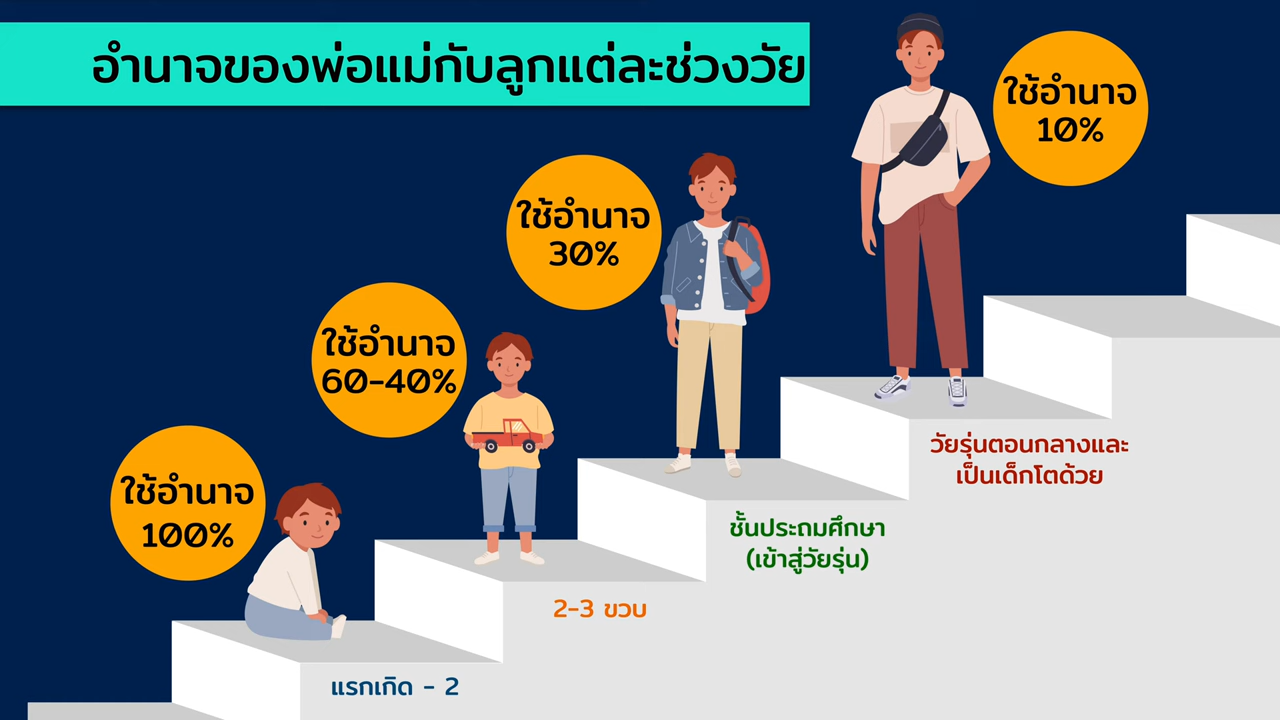 อำนาจของพ่อแม่กับลูกแต่ละช่วงวัย
ใช้อำนาจ
100%
แรกเกิด - 2
ใช้อำนาจ
60-40%
2-3 ขวบ
ใช้อำนาจ
30%
ชั้นประถมศึกษา
(เข้าสู่วัยรุ่น)
ใช้อำนาจ
10%
วัยรุ่นตอนกลางและ
เป็นเด็กโตด้วย